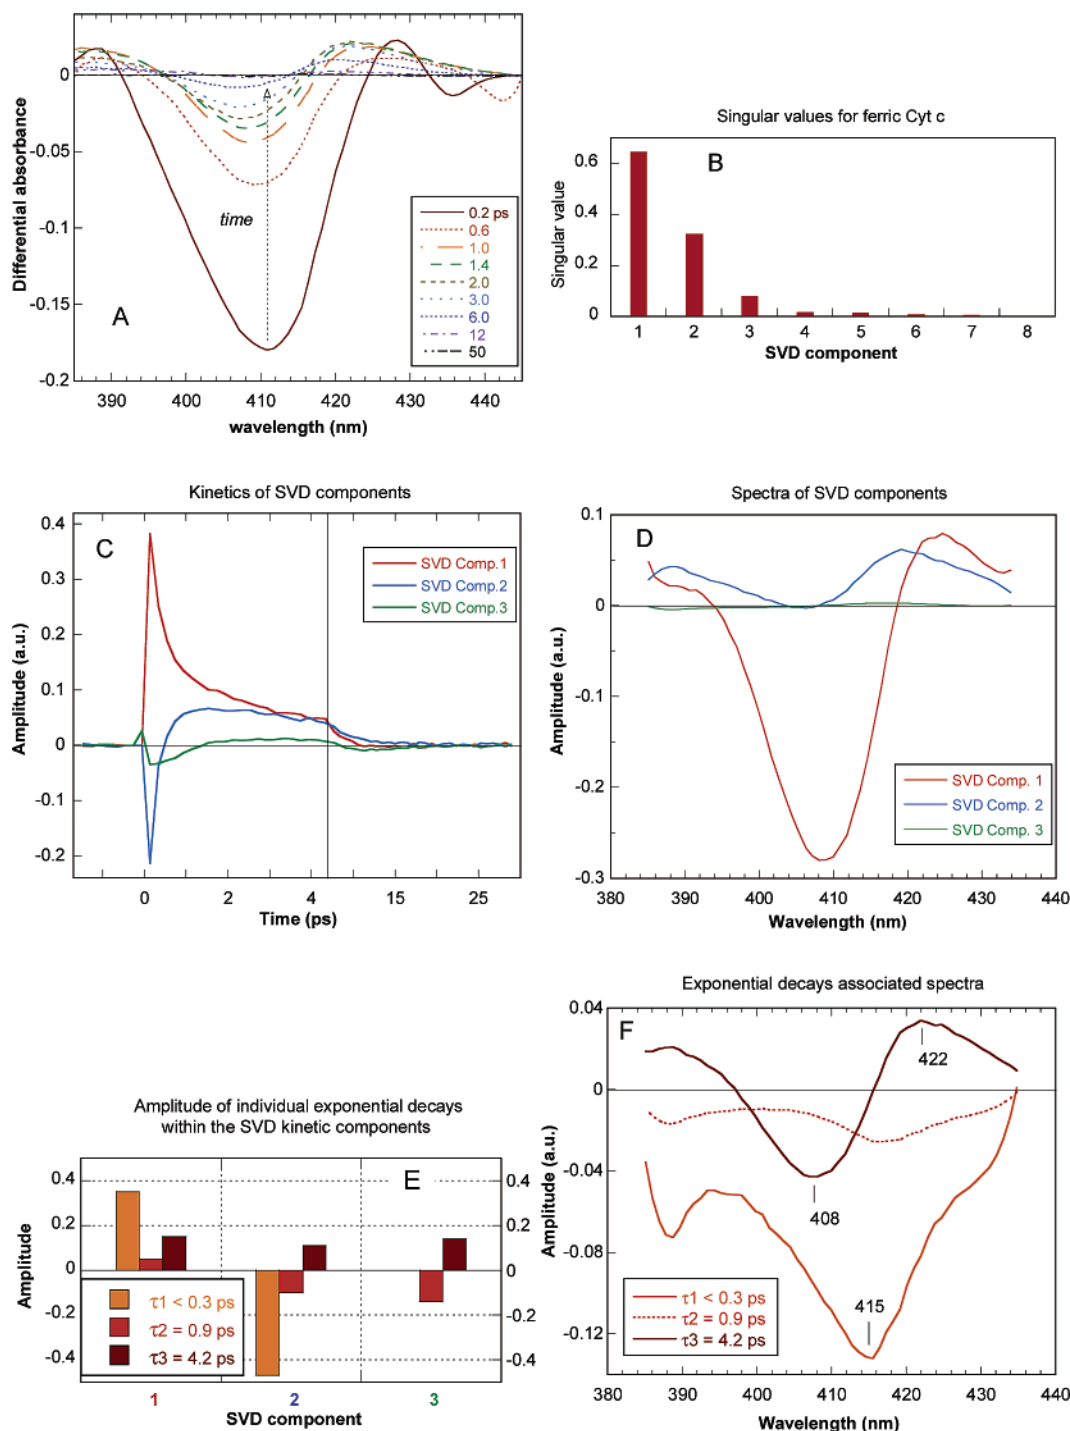 0
-0.05
-0.1
-0.15
-0.2
Differential absorbance
A
time
0.2 ps
0.6
1.0
1.4
2.0
3.0
6.0
12
50
390 400 410 420 430 440
wavelength (nm)
Singular values for ferric Cyt c
B
0.6
0.4
0.2
0
Singular value
1 2 3 4 5 6 7 8
SVD component
Kinetics of SVD components
C
0.4
0.3
0.2
0.1
0
-0.1
-0.2
Amplitude (a.u.)
SVD Comp.1
SVD Comp.2
SVD Comp.3
0 2 4 15 25
Time (ps)
Spectra of SVD components
D
0.1
0
-0.1
-0.2
-0.3
Amplitude (a.u.)
SVD Comp. 1
SVD Comp. 2
SVD Comp. 3
380 390 400 410 420 430 440
Wavelength (nm)
Amplitude of individual exponential decays
within the SVD kinetic components
E
0.4 0.4
0.2 0.2
0 0
-0.2 -0.2
-0.4 -0.4
Amplitude
τ1 < 0.3 ps
τ2 = 0.9 ps
τ3 = 4.2 ps
1 2 3
SVD component
Exponential decays associated spectra
F
0.04
0
-0.04
-0.08
-0.12
Amplitude (a.u.)
422
408
415
τ1 < 0.3 ps
τ2 = 0.9 ps
τ3 = 4.2 ps
380 390 400 410 420 430 440
Wavelength (nm)